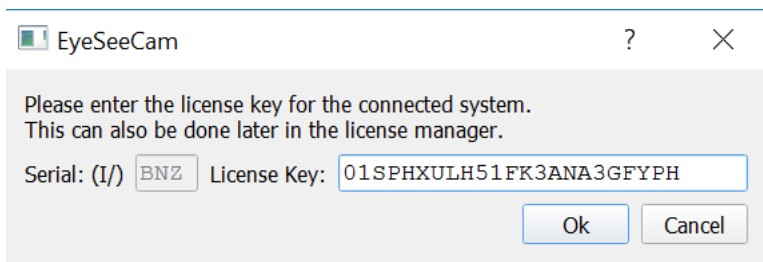 EyeSeeCam ?
Please enter the license key for the connected system.
This can also be done later in the license manager.
Serial: (I/) BNZ License Key: 01SPHXULH51FK3ANA3GFYPH
Ok Cancel